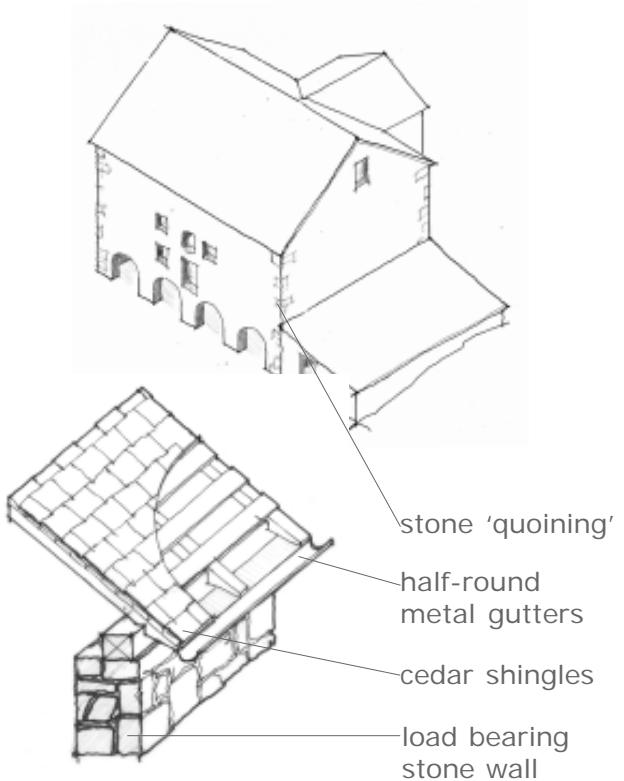 stone ‘quoining’
half-round
metal gutters
cedar shingles
load bearing
stone wall